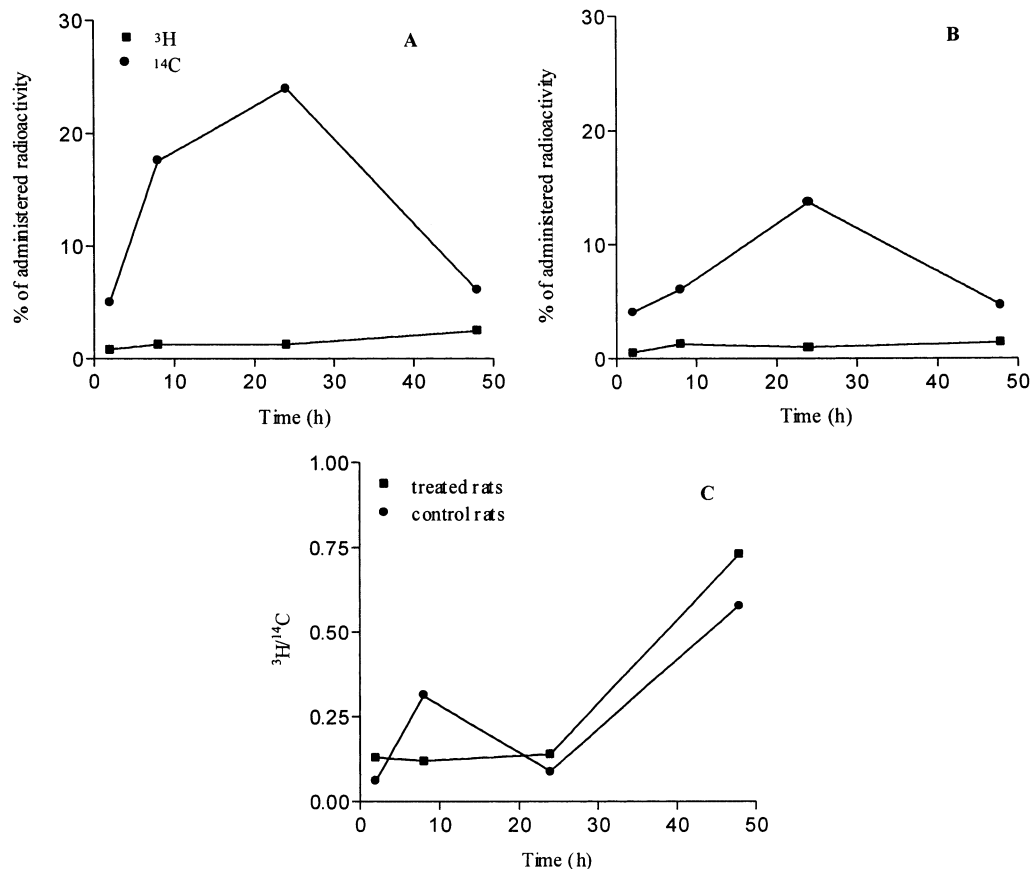 30
20
10
0
% of administered radioactivity
³H
¹⁴C
A
0 10 20 30 40 50
Time (h)
30
20
10
0
% of administered radioactivity
B
0 10 20 30 40 50
Time (h)
1.00
0.75
0.50
0.25
0.00
³H/¹⁴C
treated rats
control rats
C
0 10 20 30 40 50
Time (h)